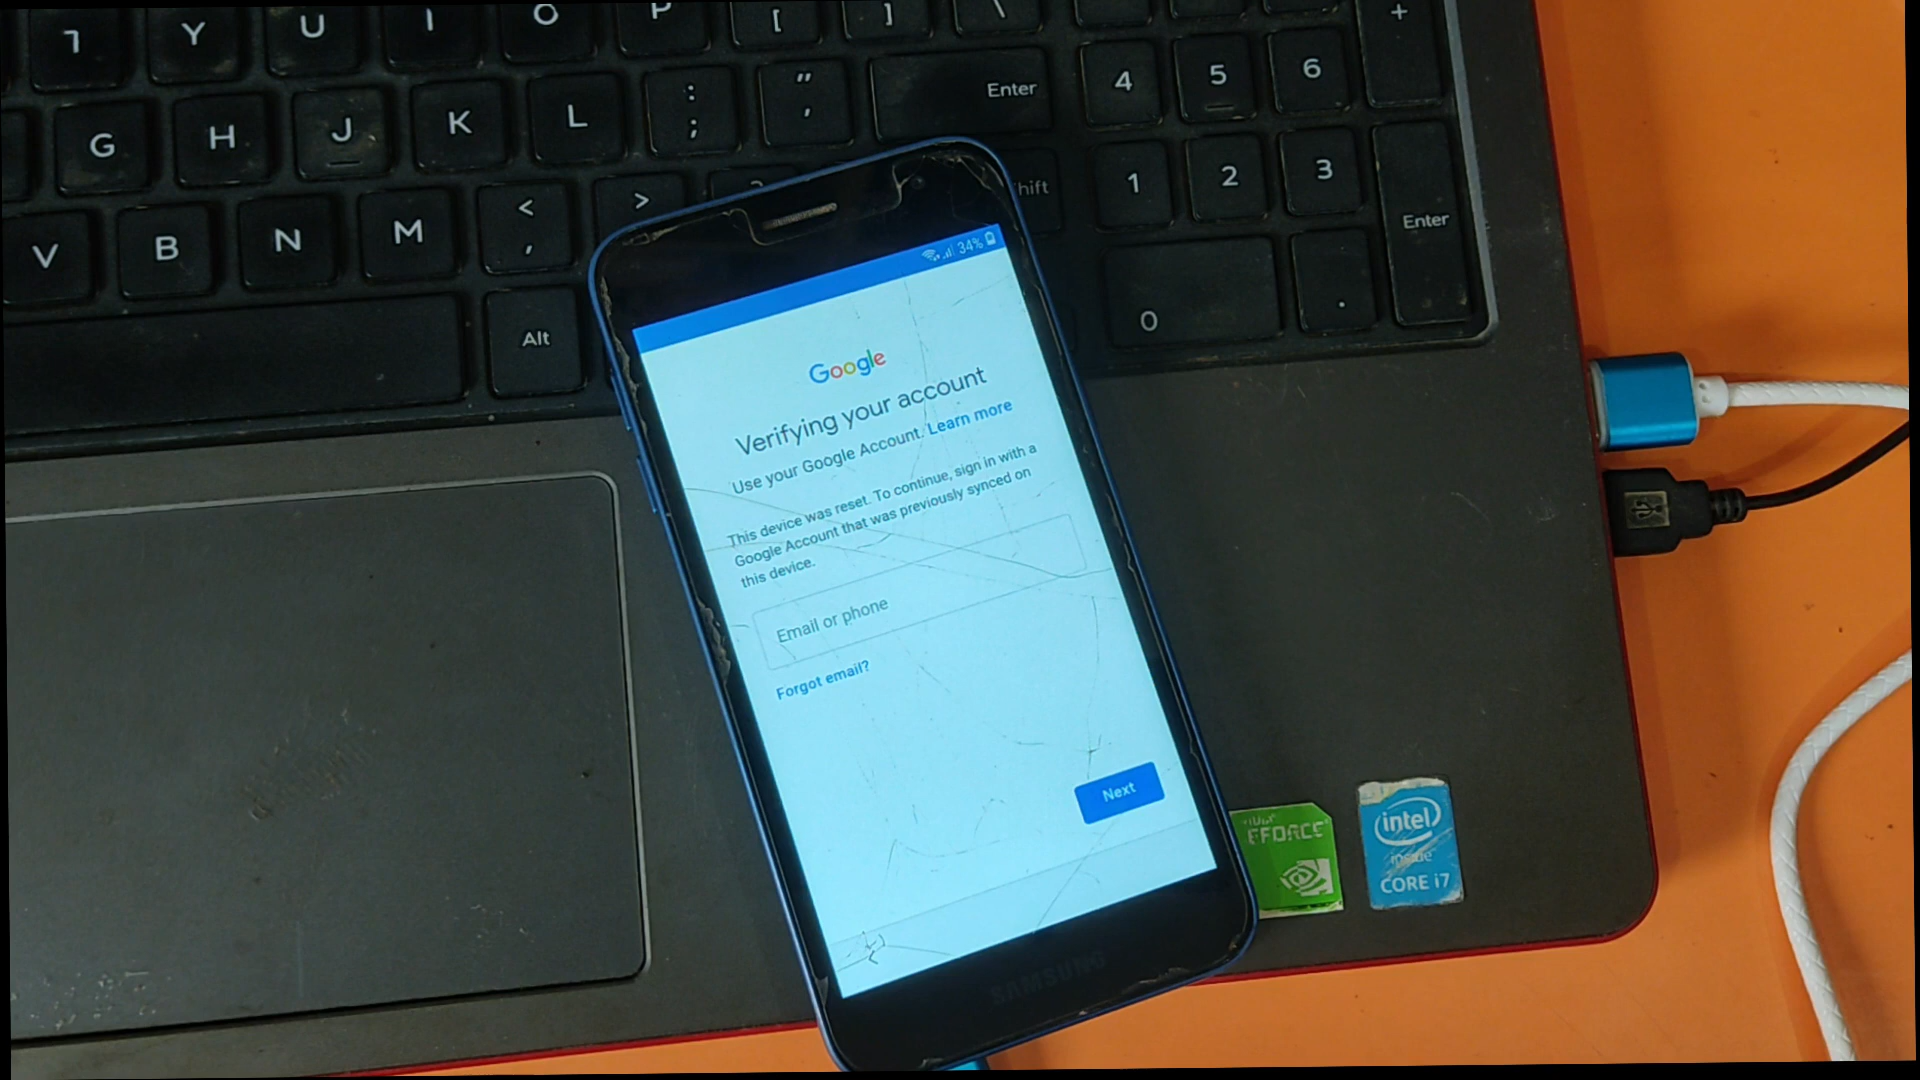 7 Y U I O P [ ] \ +
G H J K L : ; " ' Enter 4 5 6
V B N M < , > hift 1 2 3 Enter
Alt 0 .
34%
Google
Verifying your account
Use your Google Account. Learn more
This device was reset. To continue, sign in with a
Google Account that was previously synced on
this device.
Email or phone
Forgot email?
Next
SAMSUNG
EFORCE
intel
inside
CORE i7